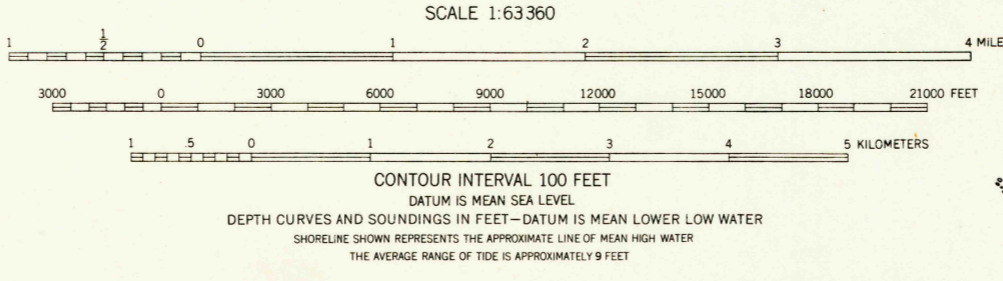 SCALE 1:63360
1 ½ 0 1 2 3 4 MILE
3000 0 3000 6000 9000 12000 15000 18000 21000 FEET
1 .5 0 1 2 3 4 5 KILOMETERS
CONTOUR INTERVAL 100 FEET
DATUM IS MEAN SEA LEVEL
DEPTH CURVES AND SOUNDINGS IN FEET—DATUM IS MEAN LOWER LOW WATER
SHORELINE SHOWN REPRESENTS THE APPROXIMATE LINE OF MEAN HIGH WATER
THE AVERAGE RANGE OF TIDE IS APPROXIMATELY 9 FEET